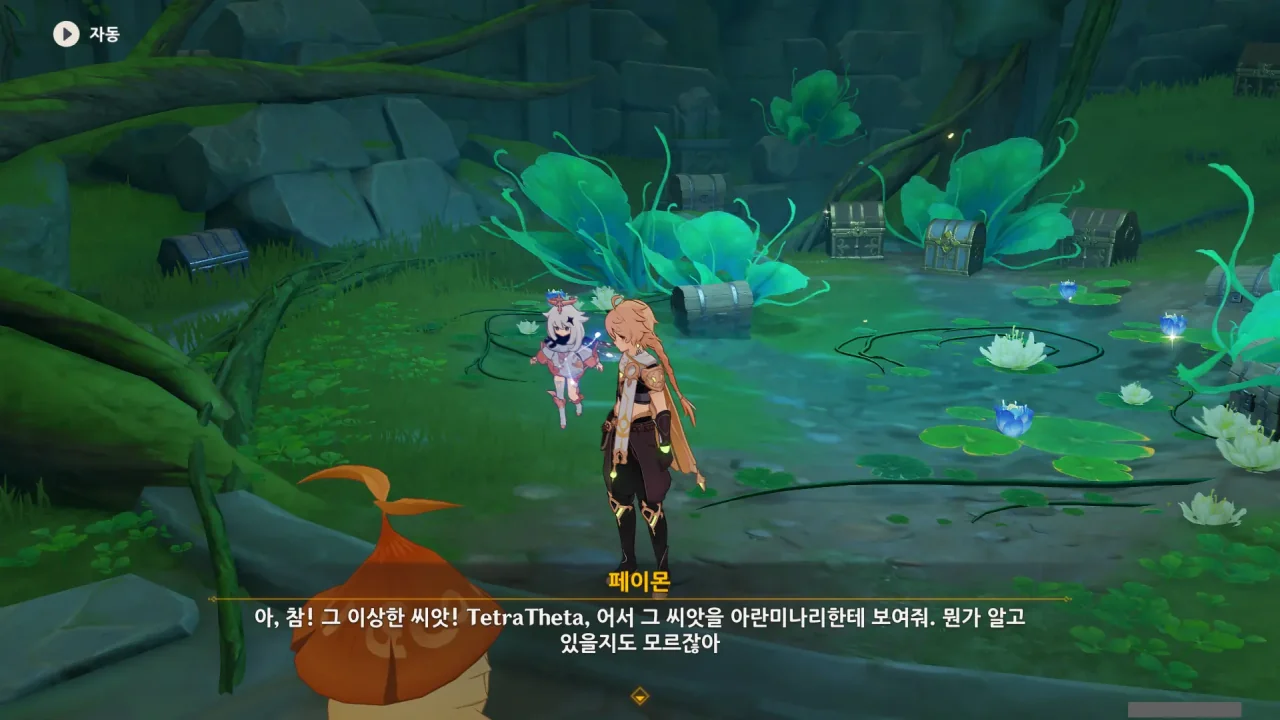 자동
페이몬
아, 참! 그 이상한 씨앗! TetraTheta, 어서 그 씨앗을 아란미나리한테 보여줘. 뭔가 알고
있을지도 모르잖아